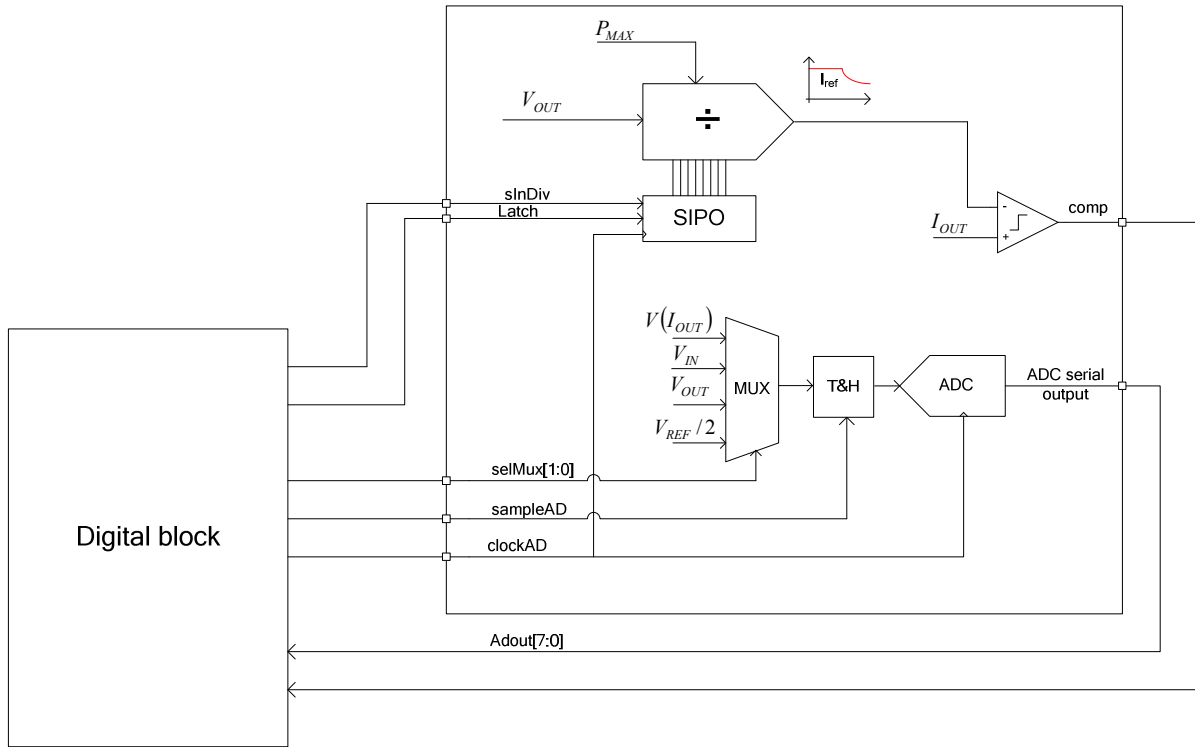 P_MAX
I_ref
V_OUT
÷
sInDiv
Latch
SIPO
comp
-
I_OUT
+
V(I_OUT)
V_IN
V_OUT
V_REF / 2
MUX
T&H
ADC
ADC serial
output
selMux[1:0]
sampleAD
clockAD
Digital block
Adout[7:0]